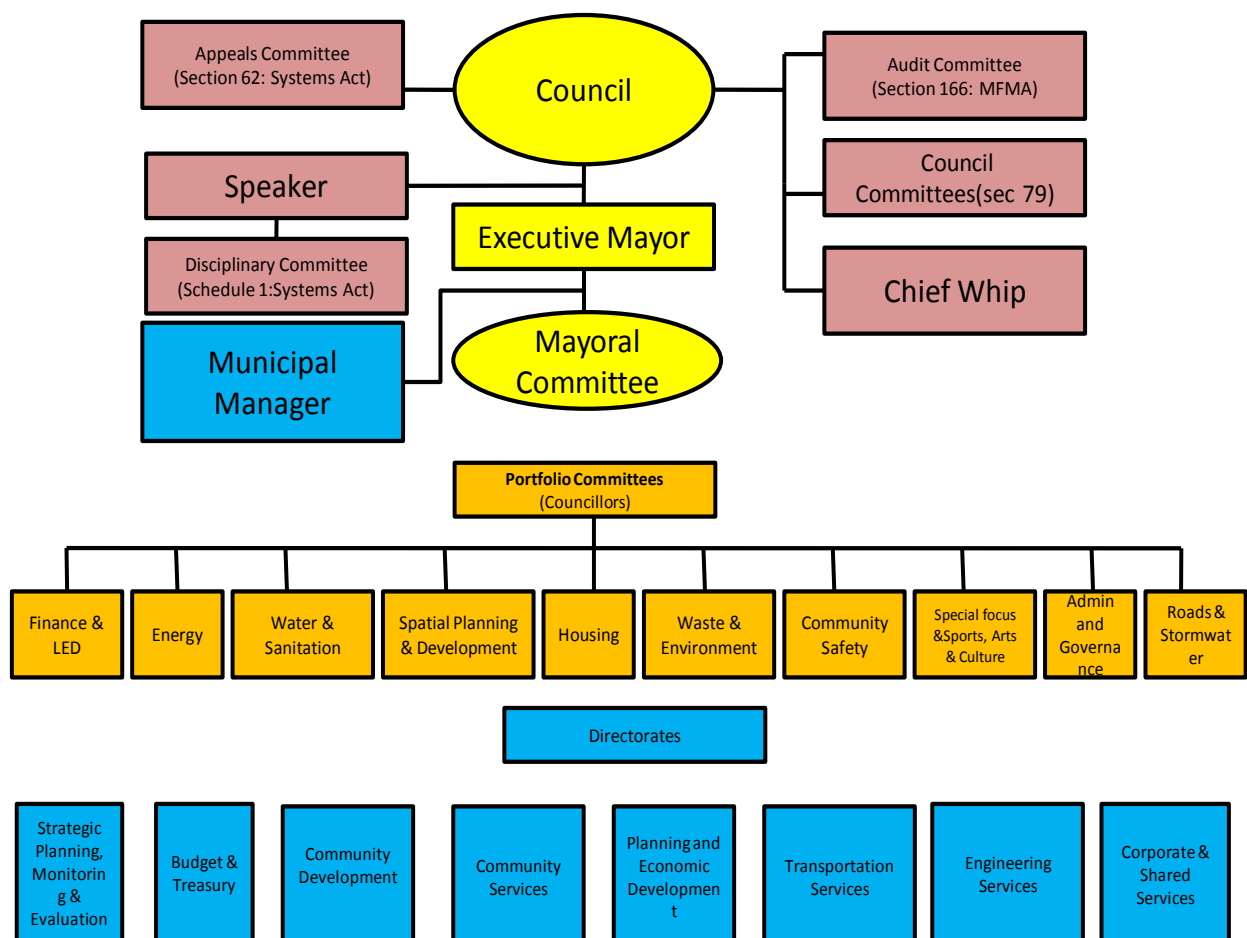 Appeals Committee
(Section 62: Systems Act)
Council
Audit Committee
(Section 166: MFMA)
Speaker
Council
Committees(sec 79)
Executive Mayor
Disciplinary Committee
(Schedule 1:Systems Act)
Chief Whip
Municipal
Manager
Mayoral
Committee
Portfolio Committees
(Councillors)
Finance &
LED
Energy
Water &
Sanitation
Spatial Planning
& Development
Housing
Waste &
Environment
Community
Safety
Special focus
&Sports, Arts
& Culture
Admin
and
Governa
nce
Roads &
Stormwat
er
Directorates
Strategic
Planning,
Monitorin
g &
Evaluation
Budget &
Treasury
Community
Development
Community
Services
Planning and
Economic
Developmen
t
Transportation
Services
Engineering
Services
Corporate &
Shared
Services